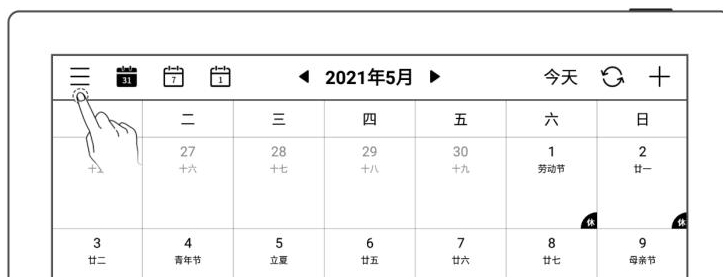 31 7 1 2021年5月 今天
二 三 四 五 六 日
27 28 29 30 1 2
十五 十六 十七 十八 十九 劳动节 廿一
休 休
3 4 5 6 7 8 9
廿二 青年节 立夏 廿五 廿六 廿七 母亲节